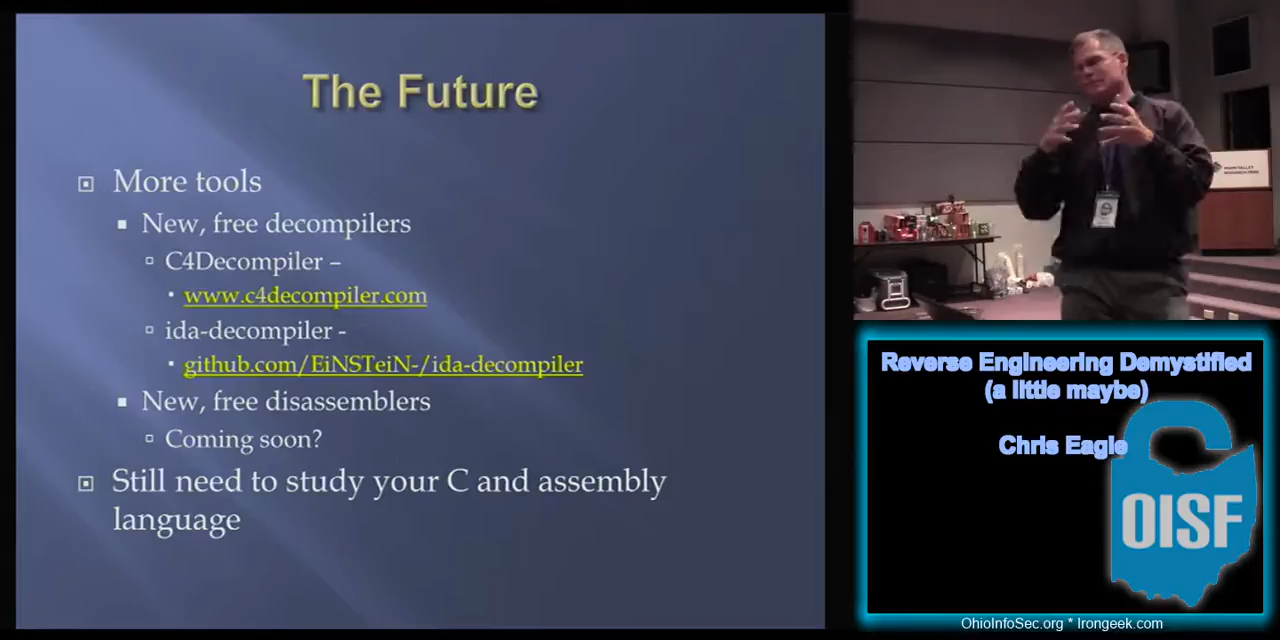 The Future
More tools
New, free decompilers
C4Decompiler –
www.c4decompiler.com
ida-decompiler -
github.com/EiNSTeiN-/ida-decompiler
New, free disassemblers
Coming soon?
Still need to study your C and assembly
language
Reverse Engineering Demystified
(a little maybe)
Chris Eagle
OISF
OhioInfoSec.org * Irongeek.com